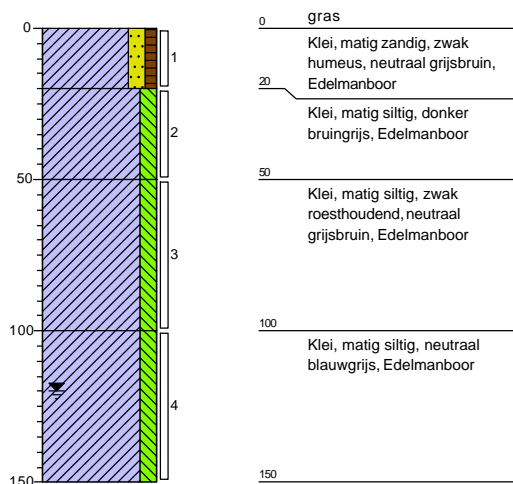 0
50
100
150
1
2
3
4
0
gras
Klei, matig zandig, zwak
humeus, neutraal grijsbruin,
Edelmanboor
20
Klei, matig siltig, donker
bruingrijs, Edelmanboor
50
Klei, matig siltig, zwak
roesthoudend, neutraal
grijsbruin, Edelmanboor
100
Klei, matig siltig, neutraal
blauwgrijs, Edelmanboor
150